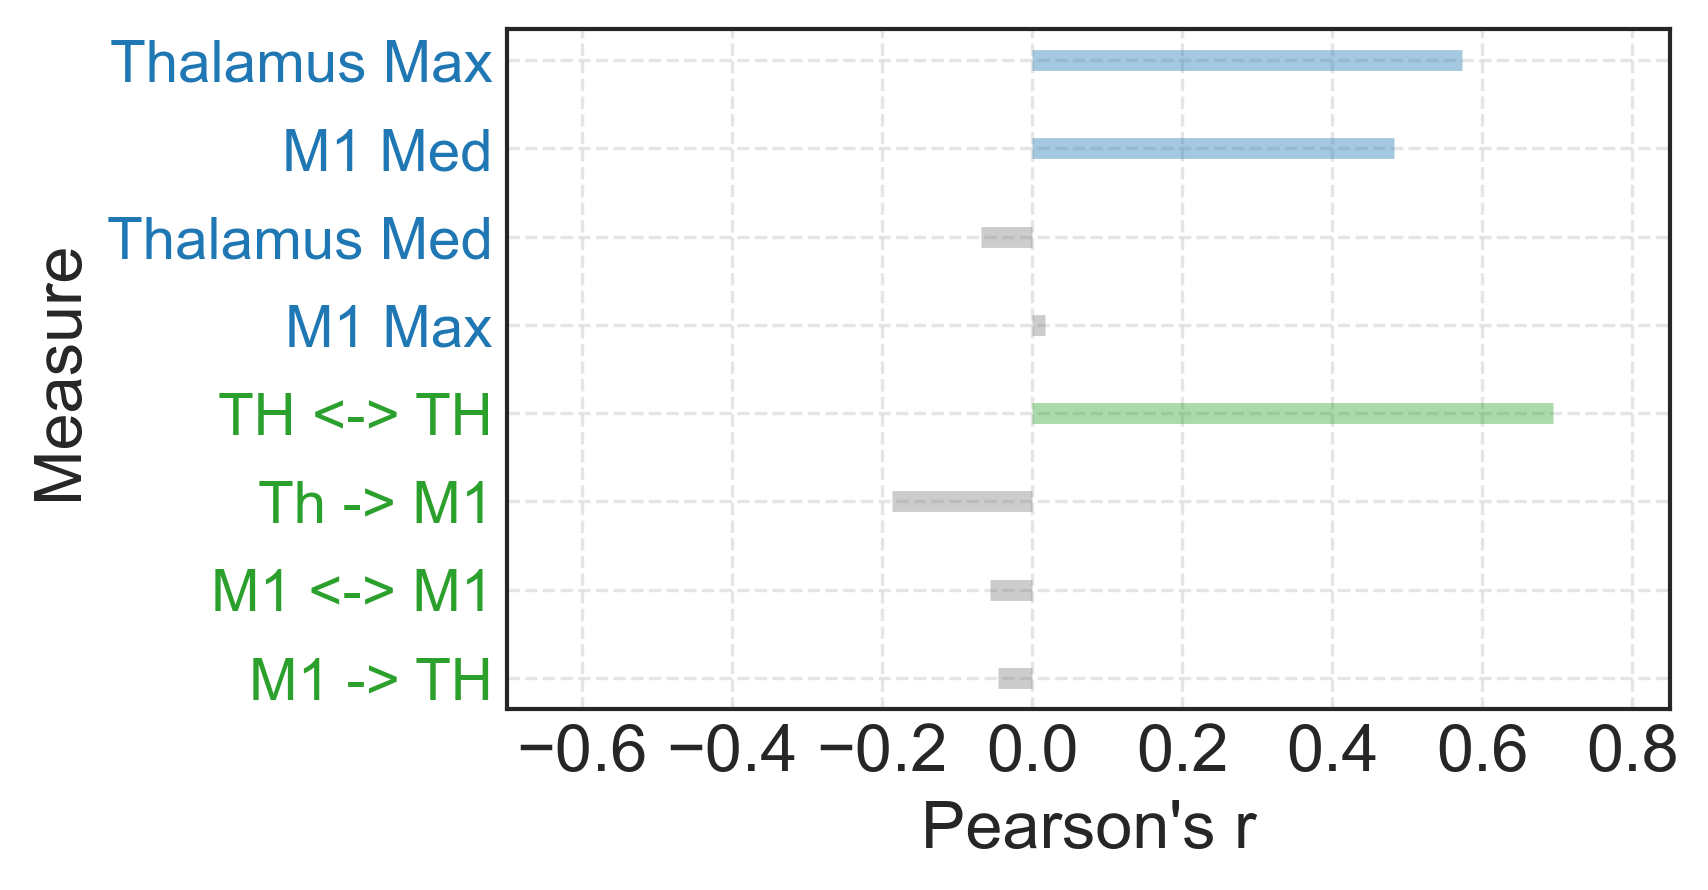 Thalamus Max
M1 Med
Thalamus Med
M1 Max
TH <-> TH
Th -> M1
M1 <-> M1
M1 -> TH
Measure
−0.6 −0.4 −0.2 0.0 0.2 0.4 0.6 0.8
Pearson's r